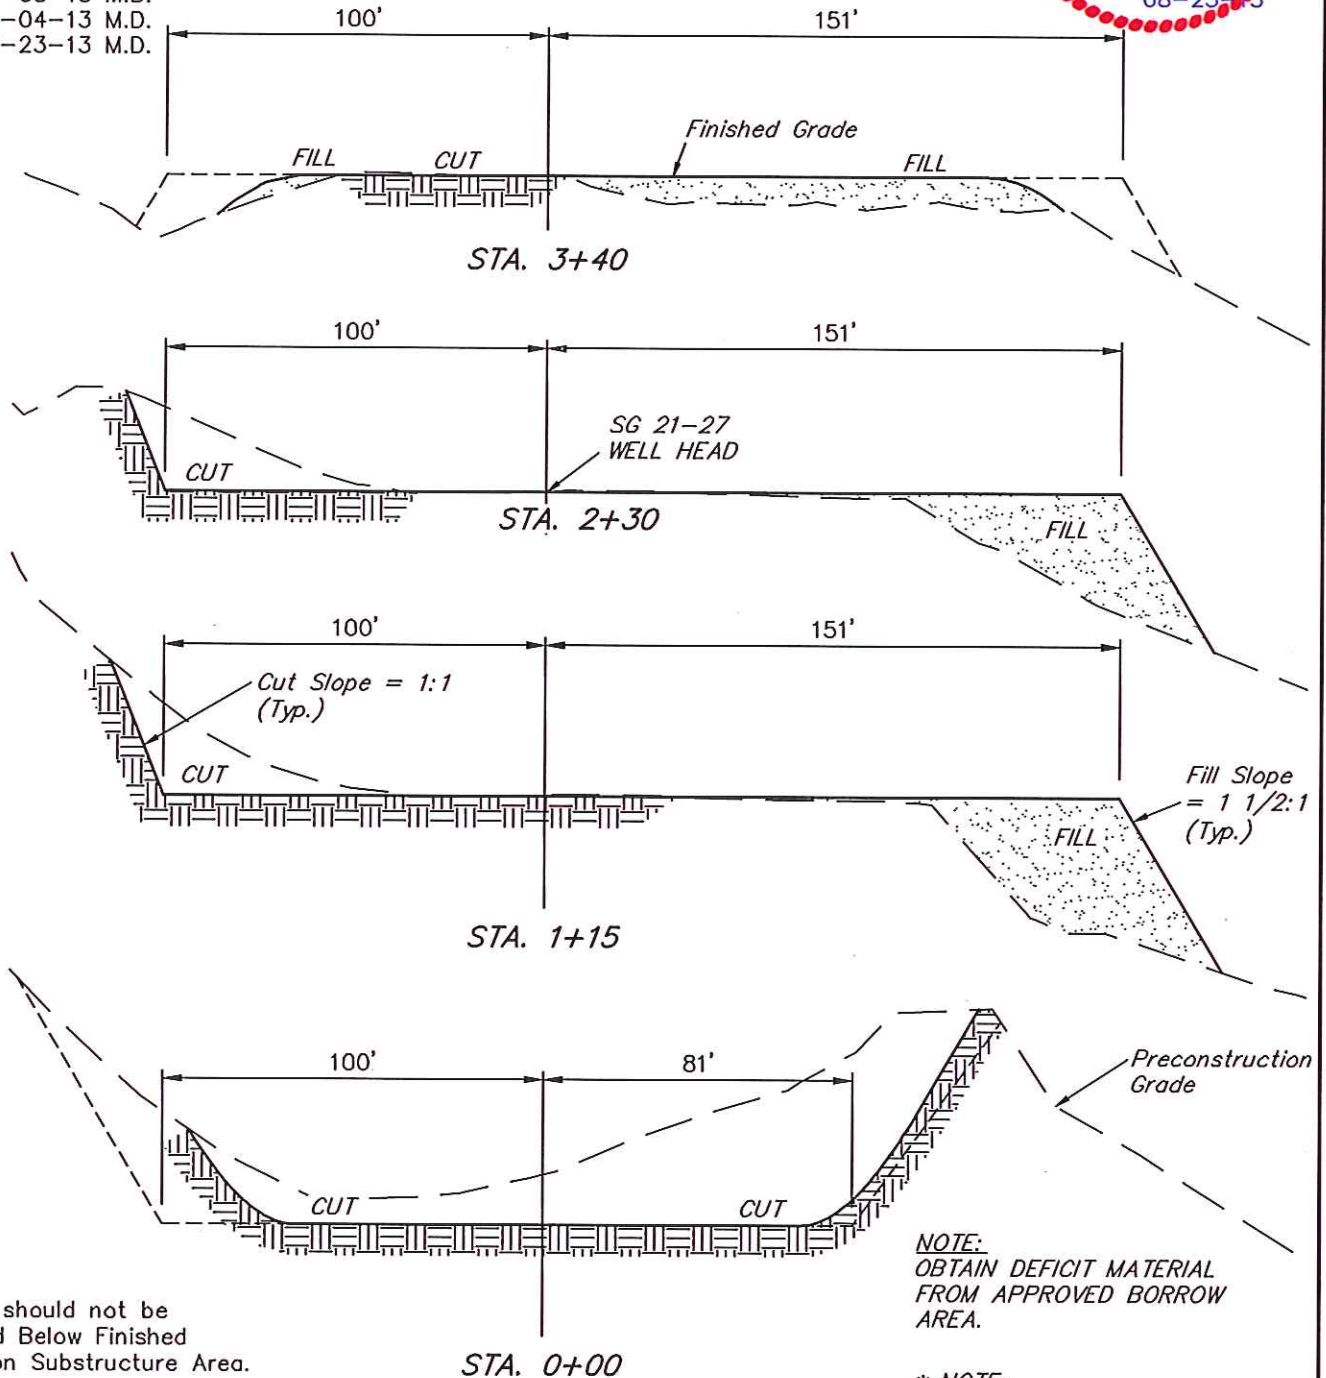 -04-13 M.D.
-23-13 M.D.
100'
151'
Finished Grade
FILL
CUT
FILL
STA. 3+40
100'
151'
SG 21-27
WELL HEAD
CUT
STA. 2+30
FILL
100'
151'
Cut Slope = 1:1
(Typ.)
CUT
Fill Slope
= 1 1/2:1
(Typ.)
FILL
STA. 1+15
100'
81'
Preconstruction
Grade
CUT
CUT
NOTE:
OBTAIN DEFICIT MATERIAL
FROM APPROVED BORROW
AREA.
should not be
Below Finished
Substructure Area.
STA. 0+00
* NOTE: